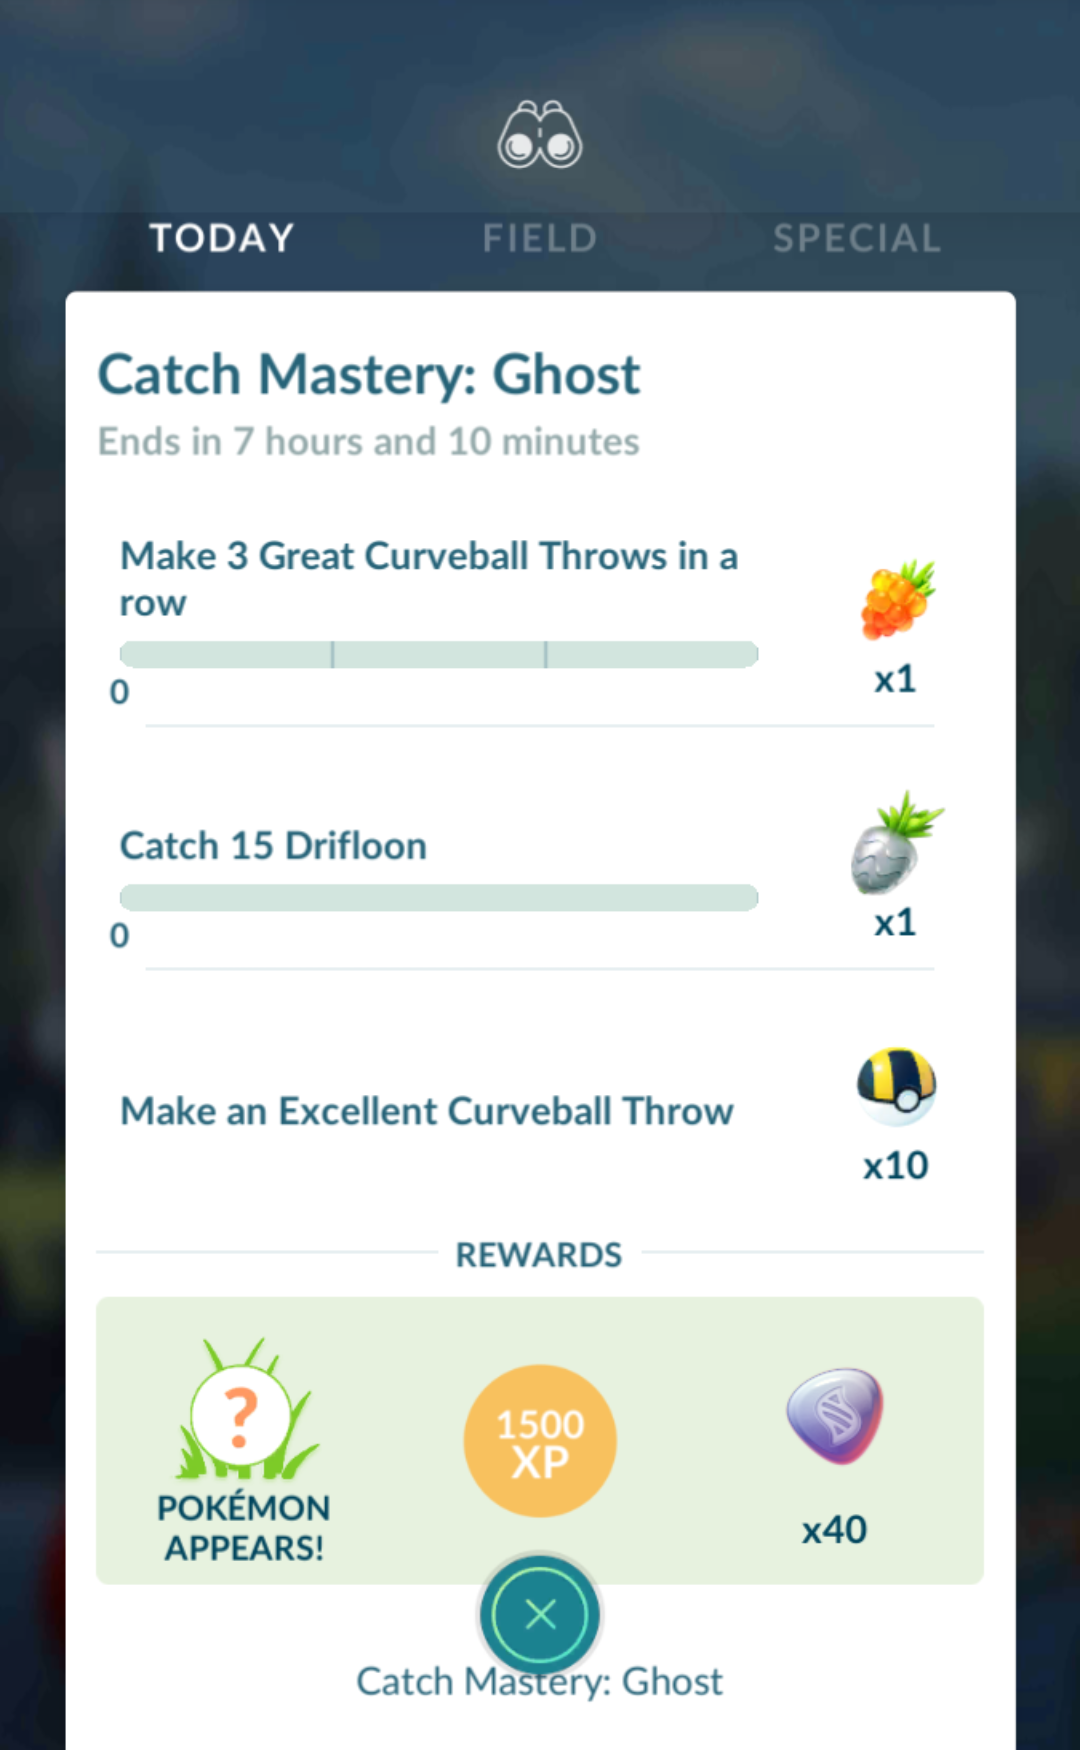 TODAY
FIELD
SPECIAL
Catch Mastery: Ghost
Ends in 7 hours and 10 minutes
Make 3 Great Curveball Throws in a
row
x1
0
Catch 15 Drifloon
x1
0
Make an Excellent Curveball Throw
x10
REWARDS
?
POKÉMON
APPEARS!
1500
XP
x40
Catch Mastery: Ghost